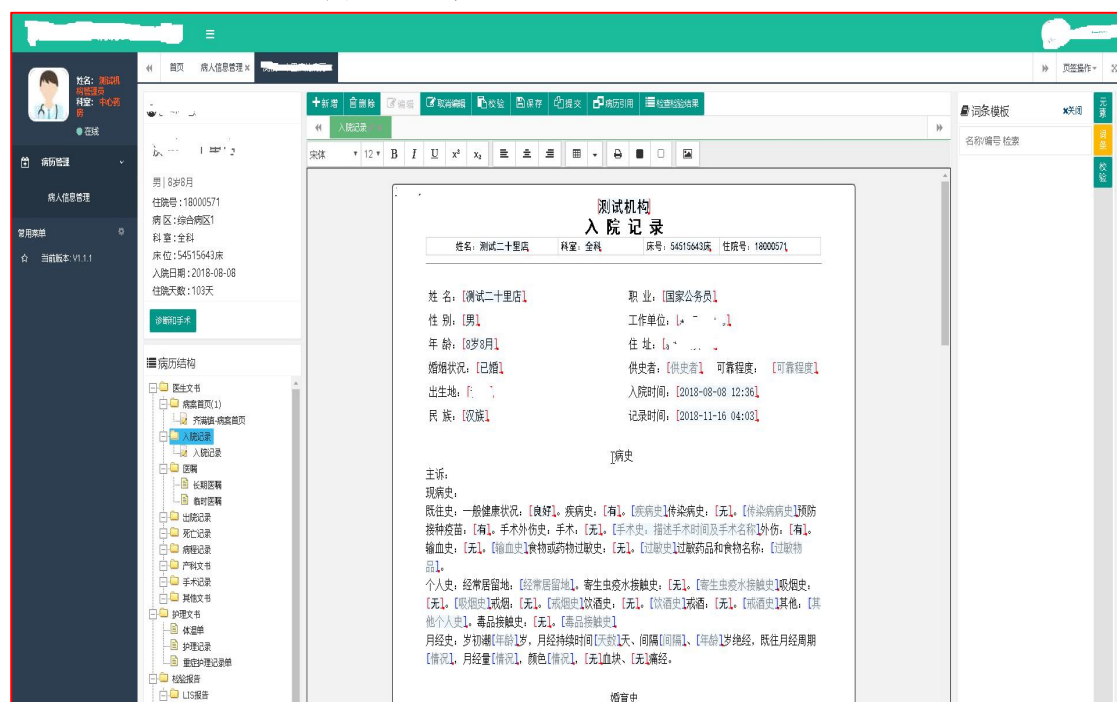 首页 病人信息管理× 页签操作
姓名: 测试机构管理员
科室: 中心药房
在线
病历管理
病人信息管理
常用菜单
当前版本: V1.1.1
男 | 8岁8月
住院号 : 18000571
病 区 : 综合病区1
科 室 : 全科
床 位 : 54515643床
入院日期 : 2018-08-08
住院天数 : 103天
诊断和手术
病历结构
医生文书
病案首页(1)
齐满镇-病案首页
入院记录
入院记录
医嘱
长期医嘱
临时医嘱
出院记录
死亡记录
病程记录
产科文书
手术记录
其他文书
护理文书
体温单
护理记录
重症护理记录单
检验报告
LIS报告
新增 删除 编辑 取消编辑 校验 保存 提交 病历引用 检查检验结果
入院记录
宋体 12 B I U x² x₂
测试机构
入 院 记 录
姓名: 测试二十里店 科室: 全科 床号: 54515643床 住院号: 18000571
姓 名: [测试二十里店] 职 业: [国家公务员]
性 别: [男] 工作单位:
年 龄: [8岁8月] 住 址:
婚姻状况: [已婚] 供史者: [供史者] 可靠程度: [可靠程度]
出生地: 入院时间: [2018-08-08 12:36]
民 族: [汉族] 记录时间: [2018-11-16 04:03]
病史
主诉:
现病史:
既往史: 一般健康状况: [良好]。疾病史: [有]。[疾病史]传染病史: [无]。[传染病病史]预防
接种疫苗: [有]。手术外伤史: 手术: [无]。[手术史: 描述手术时间及手术名称]外伤: [有]。
输血史: [无]。[输血史]食物或药物过敏史: [无]。[过敏史]过敏药品和食物名称: [过敏物
品]。
个人史: 经常居留地: [经常居留地]。寄生虫疫水接触史: [无]。[寄生虫疫水接触史]吸烟史:
[无]。[吸烟史]戒烟: [无]。[戒烟史]饮酒史: [无]。[饮酒史]戒酒: [无]。[戒酒史]其他: [其
他个人史]。毒品接触史: [无]。[毒品接触史]
月经史: 岁初潮[年龄]岁, 月经持续时间[天数]天、间隔[间隔]、[年龄]岁绝经, 既往月经周期
[情况], 月经量[情况], 颜色[情况], [无]血块、[无]痛经。
婚育史
词条模板 ×关闭
名称/编号 检索
元素
词条
校验